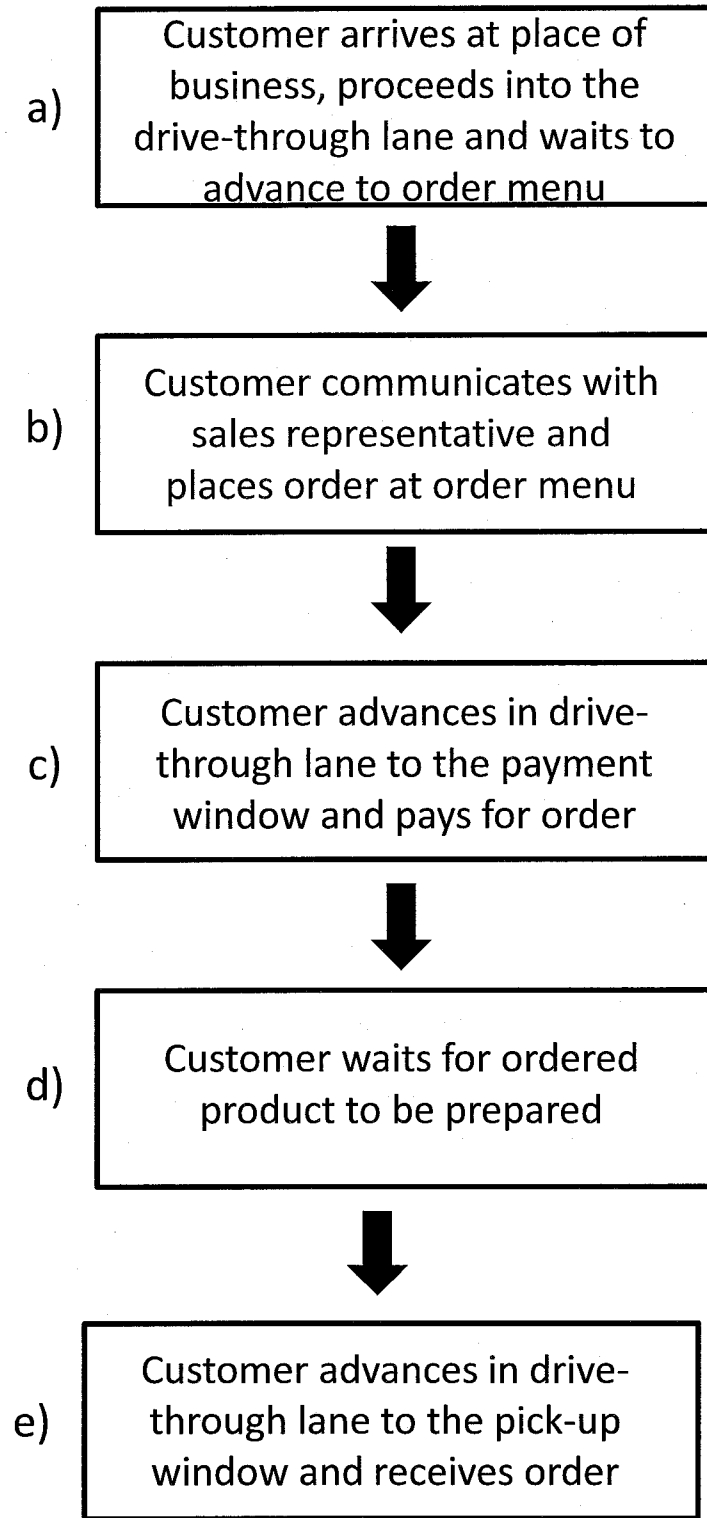 Customer arrives at place of
business, proceeds into the
a)
drive-through lane and waits to
advance to order menu
Customer communicates with
b)
sales representative and
places order at order menu
Customer advances in drive-
c)
through lane to the payment
window and pays for order
Customer waits for ordered
d)
product to be prepared
Customer advances in drive-
e)
through lane to the pick-up
window and receives order